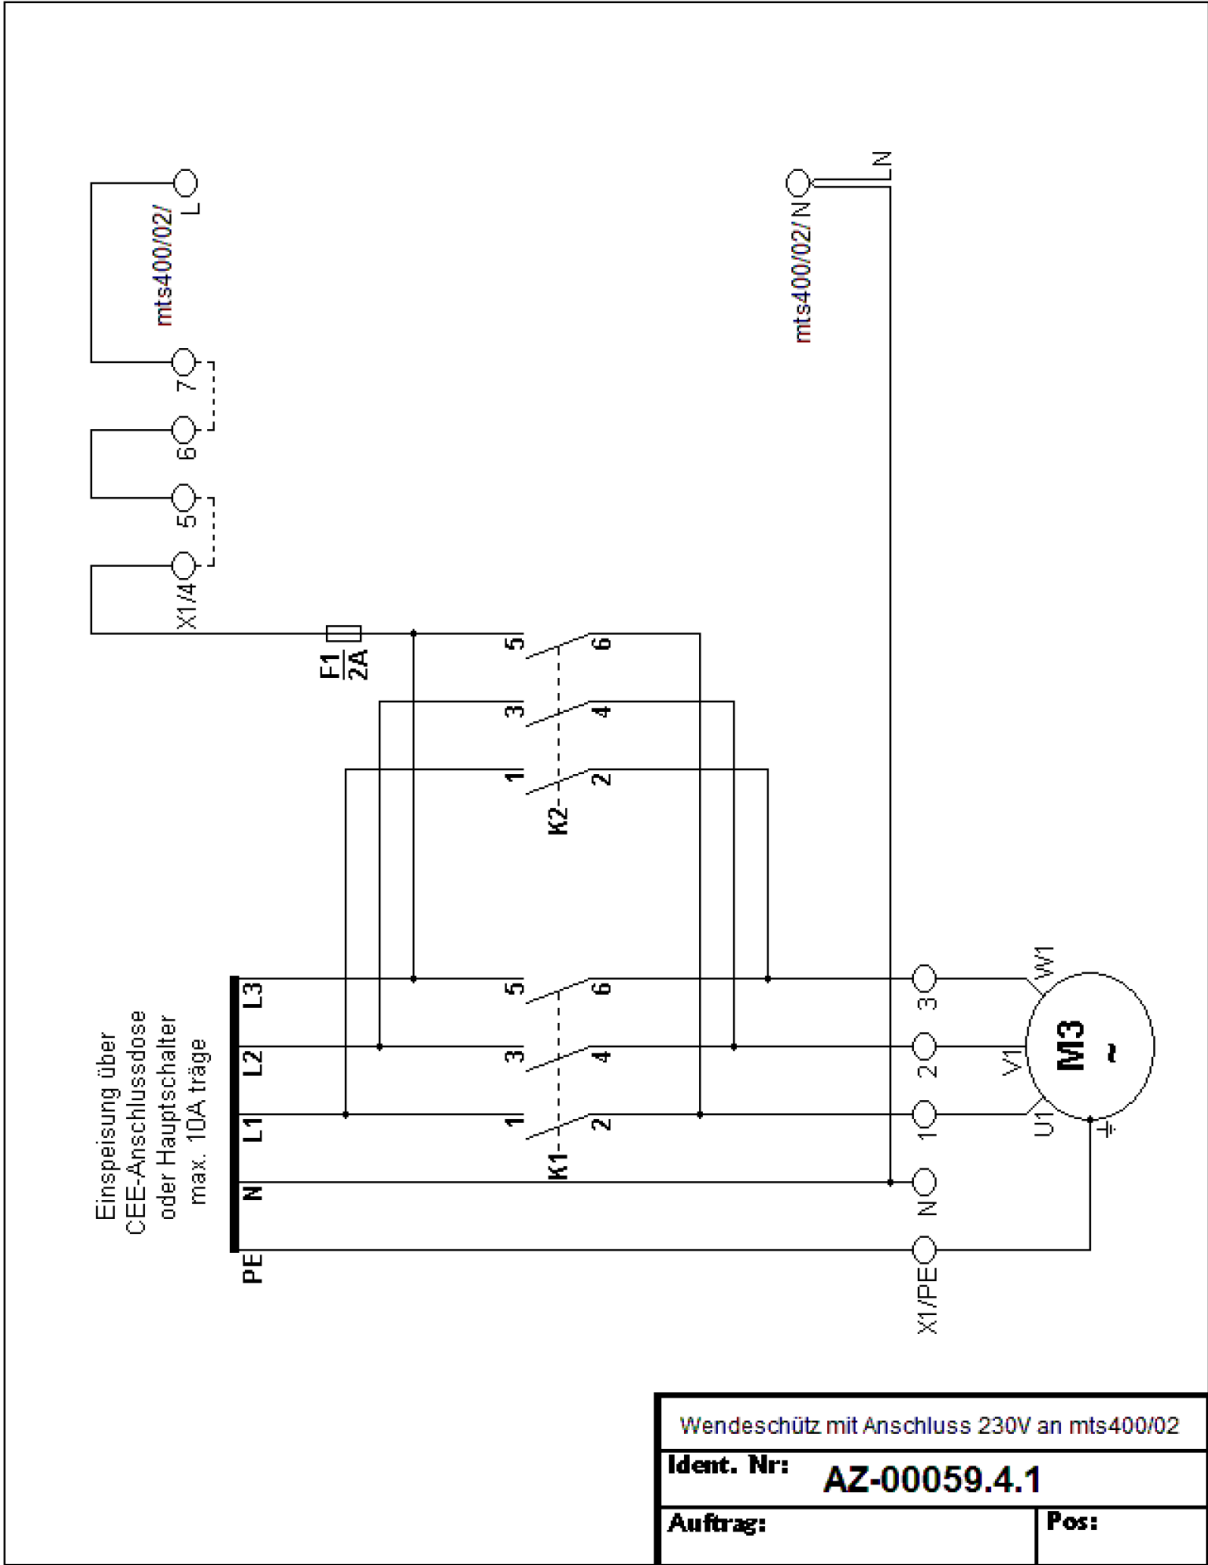 Einspeisung über
CEE-Anschlussdose
oder Hauptschalter
max. 10A träge
PE
N
L1
L2
L3
F1
2A
X1/4
5
6
7
mts400/02/
L
mts400/02/ N
LN
K1
1
3
5
2
4
6
K2
1
3
5
2
4
6
X1/PE
N
1
2
3
U1
V1
W1
M3
~
Wendeschütz mit Anschluss 230V an mts400/02
Ident. Nr: AZ-00059.4.1
Auftrag: Pos: